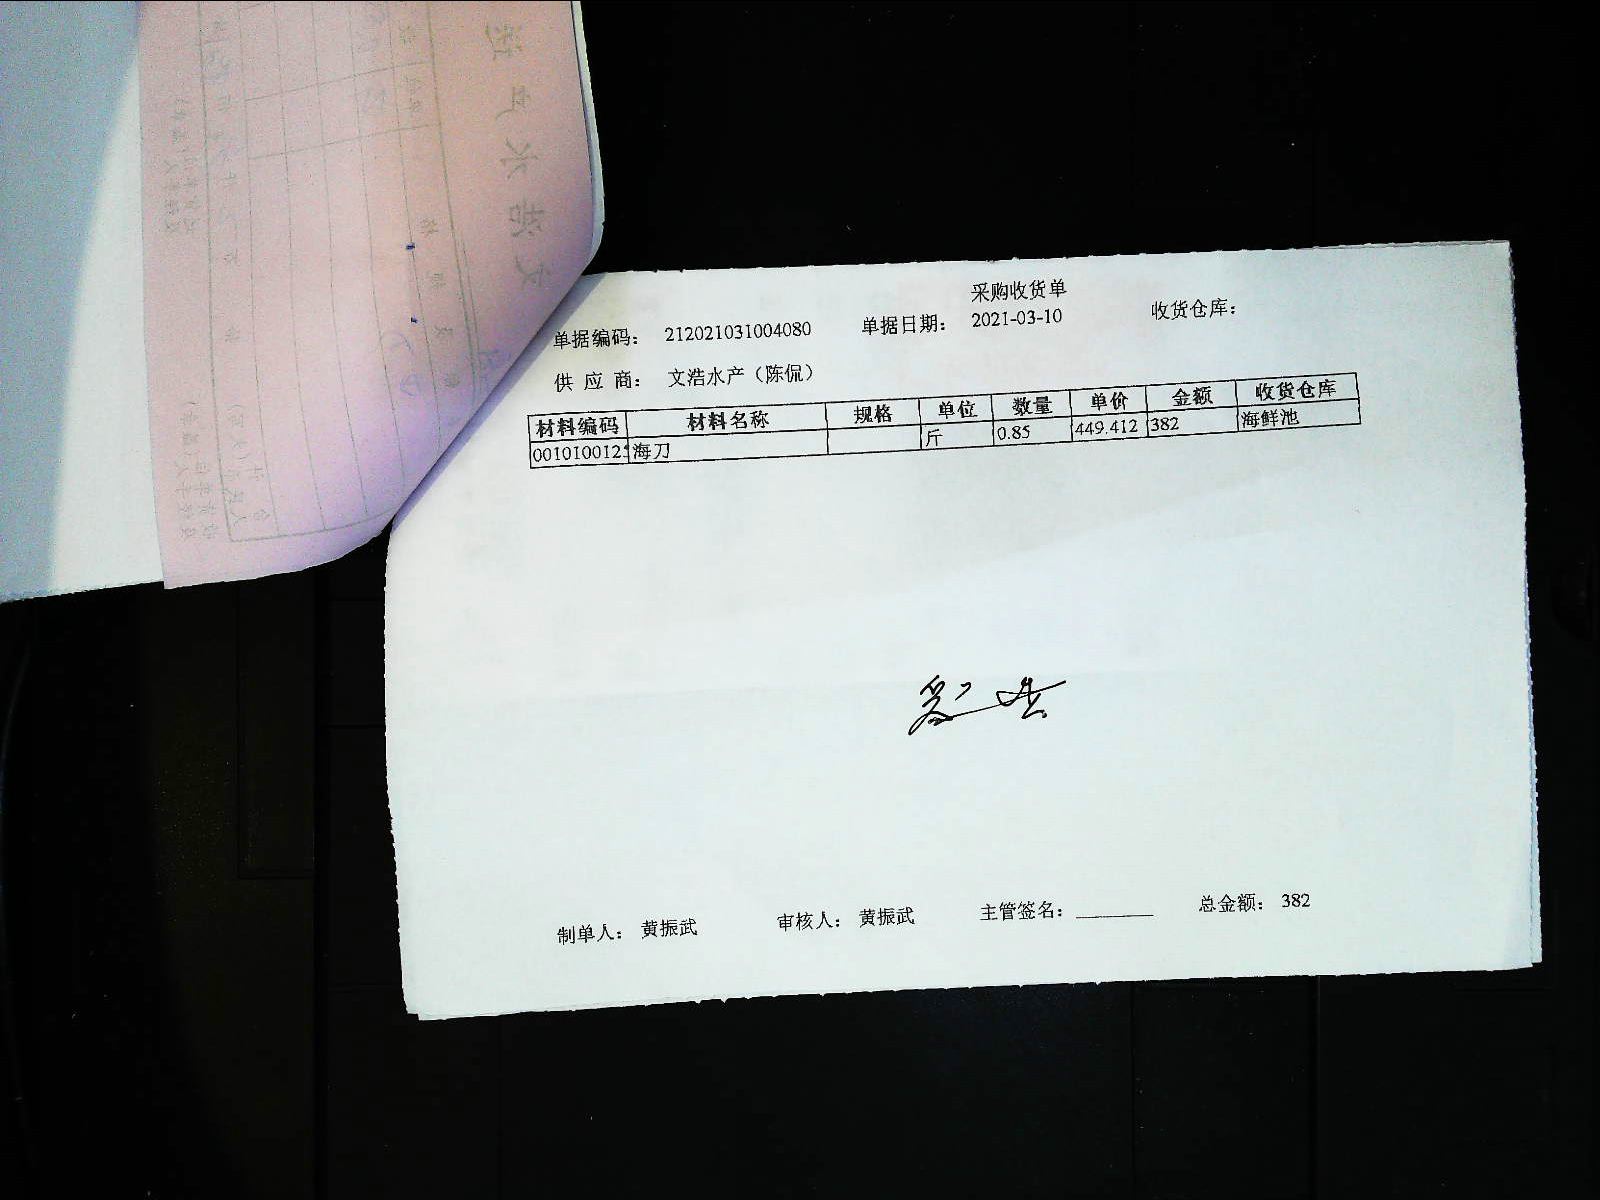 采购收货单
单据编码： 212021031004080 单据日期： 2021-03-10 收货仓库：
供 应 商： 文浩水产（陈侃）
材料编码 材料名称 规格 单位 数量 单价 金额 收货仓库
001010012 海刀 斤 0.85 449.412 382 海鲜池
制单人： 黄振武 审核人： 黄振武 主管签名： 总金额： 382